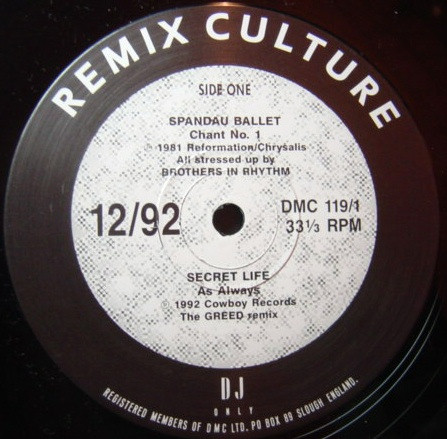 REMIX CULTURE
SIDE ONE
SPANDAU BALLET
Chant No. 1
℗ 1981 Reformation/Chrysalis
All stressed up by
BROTHERS IN RHYTHM
12/92
DMC 119/1
33⅓ RPM
SECRET LIFE
As Always
℗ 1992 Cowboy Records
The GREED remix
DJ
ONLY
REGISTERED MEMBERS OF DMC LTD. PO BOX 89 SLOUGH ENGLAND.